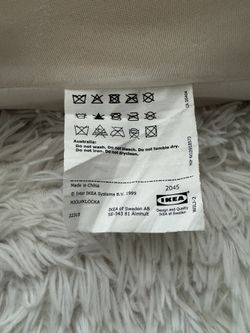 Australia:
Do not wash. Do not bleach. Do not tumble dry.
Do not iron. Do not dryclean.
Made in China
© Inter IKEA Systems B.V. 1999
MJUKKLOCKA
22315
2045
IKEA
Design and Quality
IKEA of Sweden
IKEA of Sweden AB
SE-343 81 Älmhult